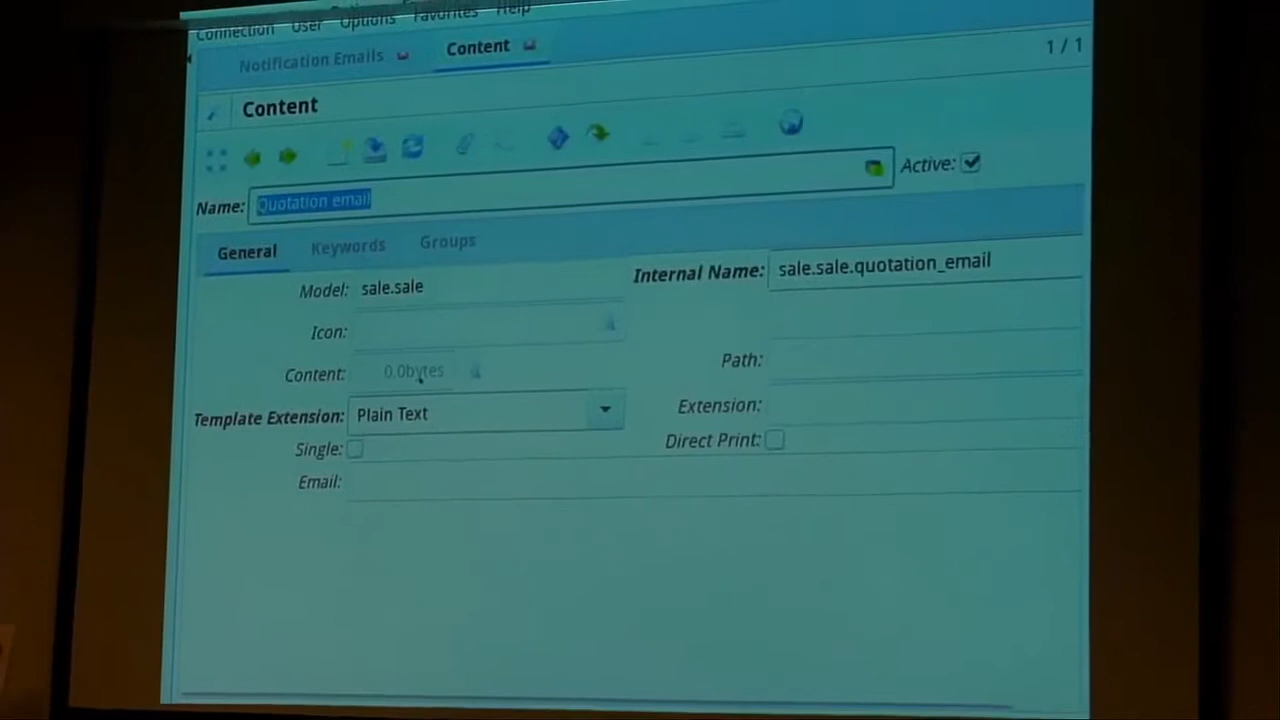 Connection User Options Favorites Help
Notification Emails Content
1 / 1
Content
Name: Quotation email Active:
General Keywords Groups
Model: sale.sale Internal Name: sale.sale.quotation_email
Icon:
Content: 0.0bytes Path:
Template Extension: Plain Text Extension:
Single: Direct Print:
Email: